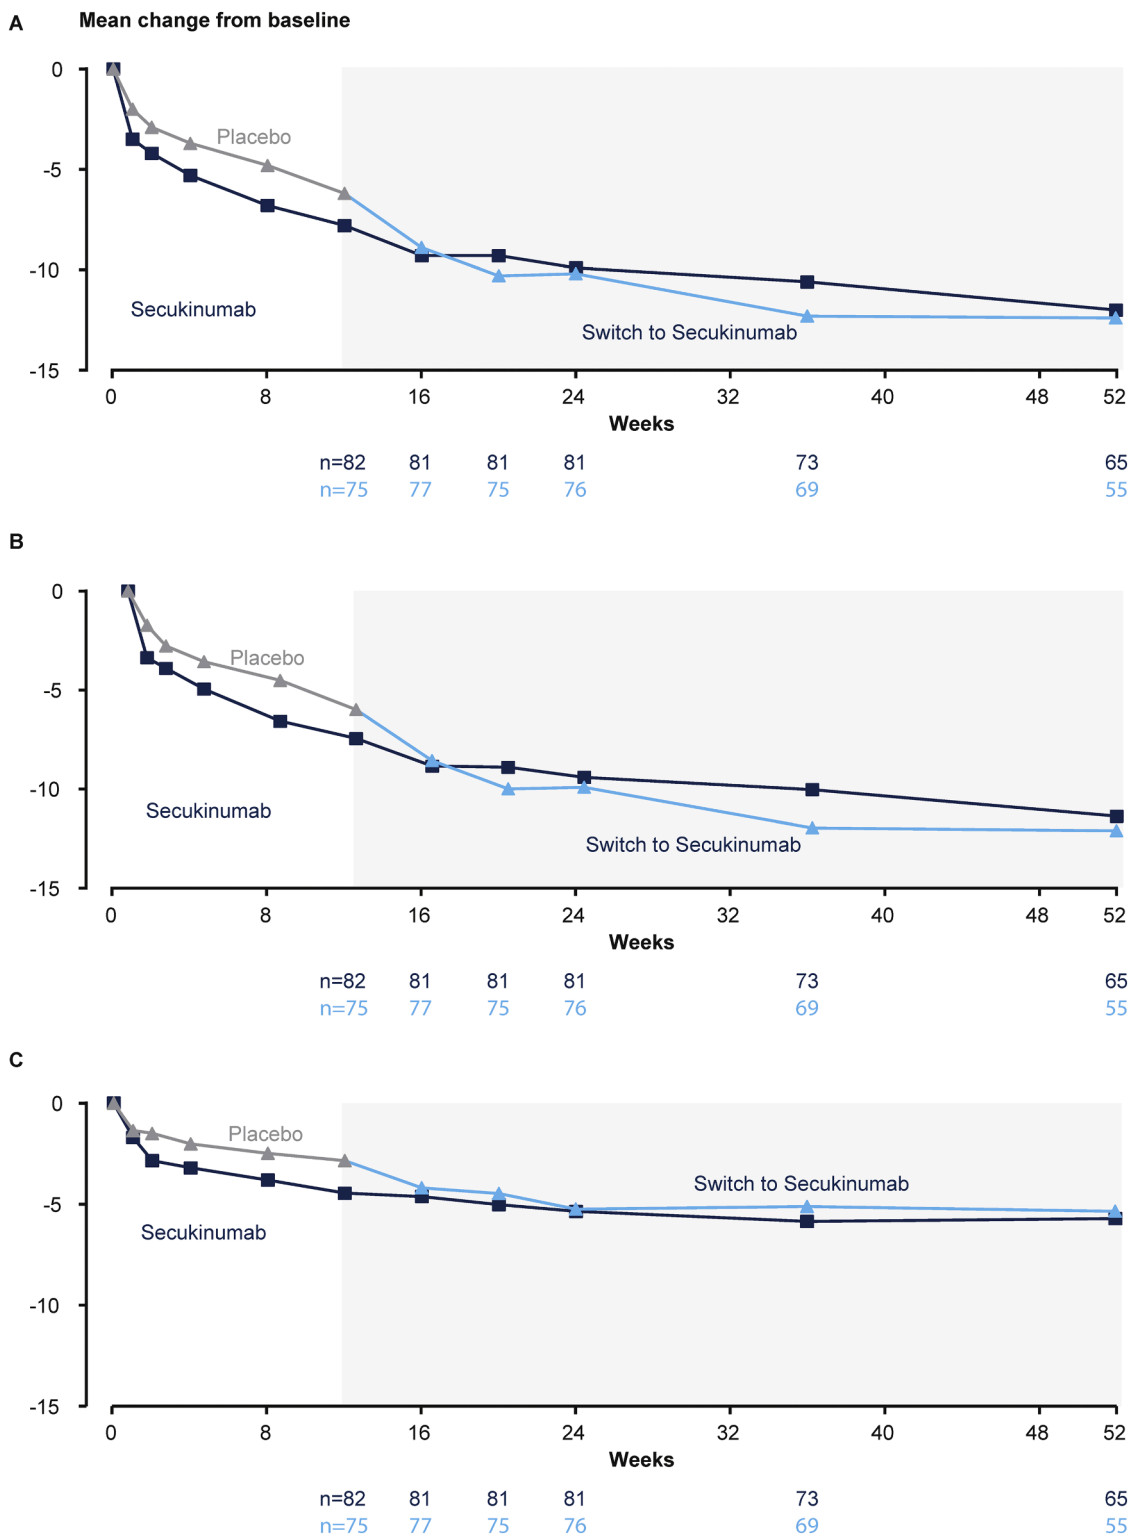 A Mean change from baseline
0
Placebo
-5
-10
Secukinumab
Switch to Secukinumab
-15
0 8 16 24 32 40 48 52
Weeks
n=82 81 81 81 73 65
n=75 77 75 76 69 55
B
0
Placebo
-5
-10
Secukinumab
Switch to Secukinumab
-15
0 8 16 24 32 40 48 52
Weeks
n=82 81 81 81 73 65
n=75 77 75 76 69 55
C
0
Placebo
Switch to Secukinumab
-5
Secukinumab
-10
-15
0 8 16 24 32 40 48 52
Weeks
n=82 81 81 81 73 65
n=75 77 75 76 69 55